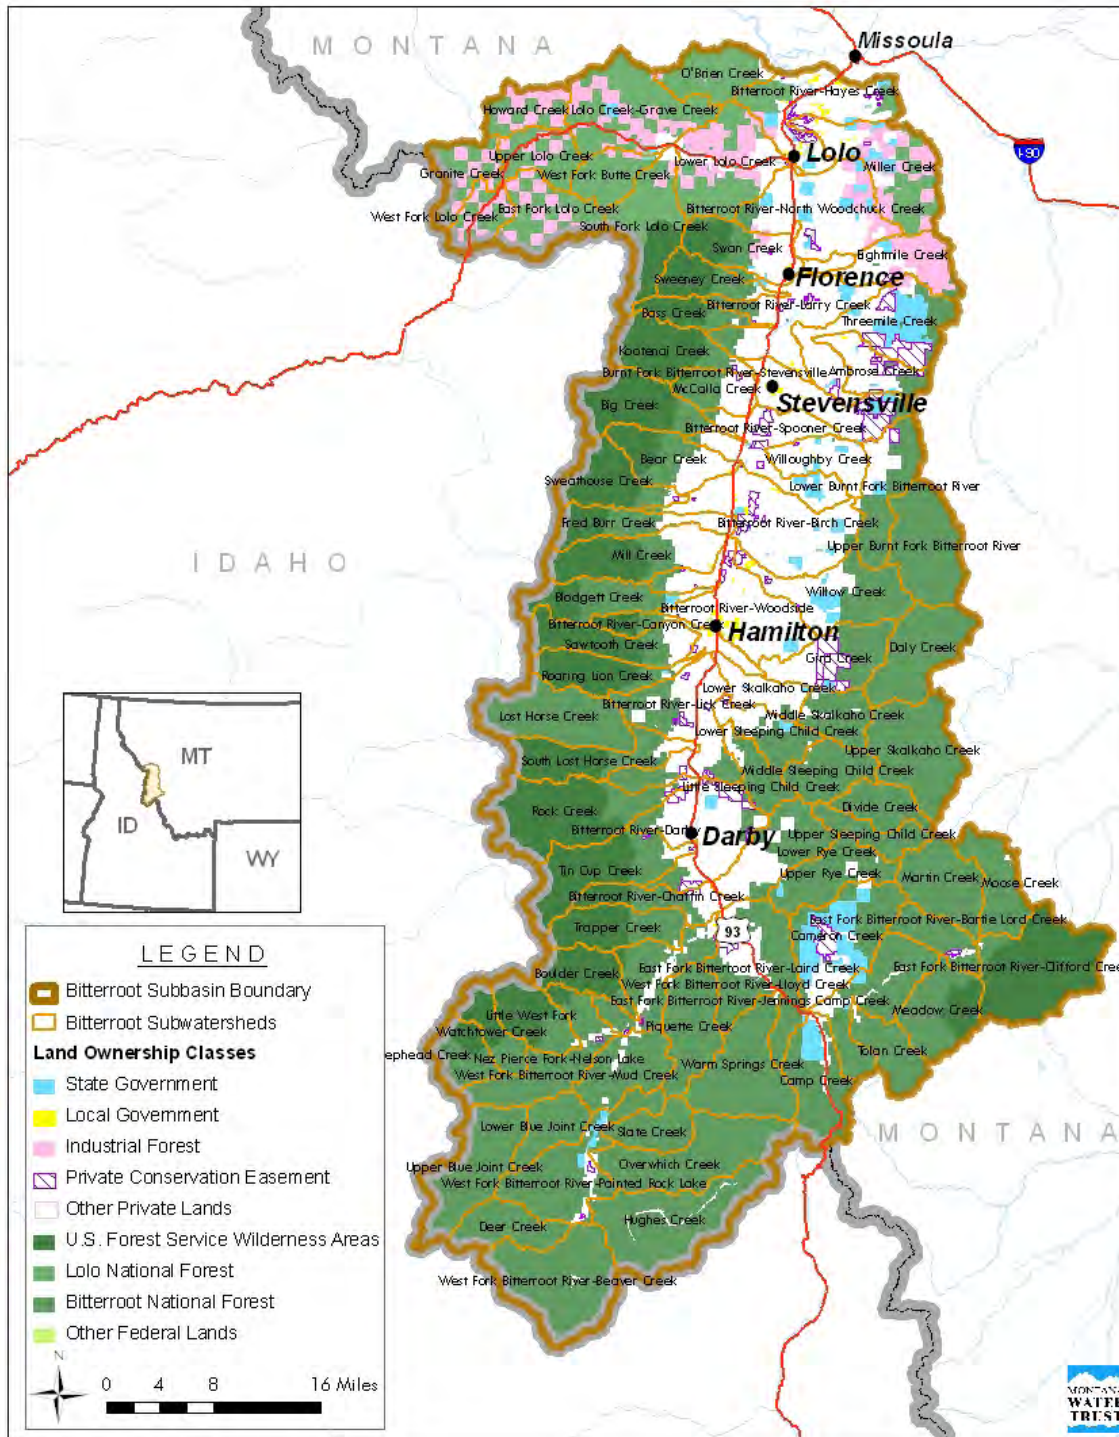 MONTANA
Missoula
O'Brien Creek
Bitterroot River-Hayes Creek
Howard Creek
Lolo Creek-Grave Creek
I-90
Upper Lolo Creek
Lower Lolo Creek
Lolo
Miller Creek
Granite Creek
West Fork Butte Creek
West Fork Lolo Creek
East Fork Lolo Creek
Bitterroot River-North Woodchuck Creek
South Fork Lolo Creek
Swan Creek
Eightmile Creek
Sweeney Creek
Florence
Bass Creek
Bitterroot River-Larry Creek
Threemile Creek
Kootenai Creek
Burnt Fork Bitterroot River-Stevensville
Ambrose Creek
McCalla Creek
Big Creek
Stevensville
Bitterroot River-Spooner Creek
Bear Creek
Willoughby Creek
Sweathouse Creek
Lower Burnt Fork Bitterroot River
Fred Burr Creek
Bitterroot River-Birch Creek
Mill Creek
Upper Burnt Fork Bitterroot River
IDAHO
Blodgett Creek
Willow Creek
Bitterroot River-Woodside
Bitterroot River-Canyon Creek
Hamilton
Sawtooth Creek
Gird Creek
Daly Creek
Roaring Lion Creek
Lower Skalkaho Creek
Bitterroot River-Lick Creek
Lost Horse Creek
Middle Skalkaho Creek
Lower Sleeping Child Creek
Upper Skalkaho Creek
South Lost Horse Creek
Middle Sleeping Child Creek
Little Sleeping Child Creek
Rock Creek
Divide Creek
Bitterroot River-Darby
Darby
Upper Sleeping Child Creek
Lower Rye Creek
Tin Cup Creek
Upper Rye Creek
Martin Creek
Moose Creek
Bitterroot River-Chaffin Creek
Trapper Creek
93
East Fork Bitterroot River-Bartie Lord Creek
Cameron Creek
Boulder Creek
East Fork Bitterroot River-Laird Creek
East Fork Bitterroot River-Clifford Cree
West Fork Bitterroot River-Lloyd Creek
East Fork Bitterroot River-Jennings Camp Creek
Little West Fork
Piquette Creek
Meadow Creek
Watchtower Creek
ephead Creek
Nez Pierce Fork-Nelson Lake
Tolan Creek
West Fork Bitterroot River-Mud Creek
Warm Springs Creek
Camp Creek
Lower Blue Joint Creek
Slate Creek
MONTANA
Upper Blue Joint Creek
Overwhich Creek
West Fork Bitterroot River-Painted Rock Lake
Deer Creek
Hughes Creek
West Fork Bitterroot River-Beaver Creek
MT
ID
WY
LEGEND
Bitterroot Subbasin Boundary
Bitterroot Subwatersheds
Land Ownership Classes
State Government
Local Government
Industrial Forest
Private Conservation Easement
Other Private Lands
U.S. Forest Service Wilderness Areas
Lolo National Forest
Bitterroot National Forest
Other Federal Lands
N
0 4 8 16 Miles
MONTANA
WATER
TRUST